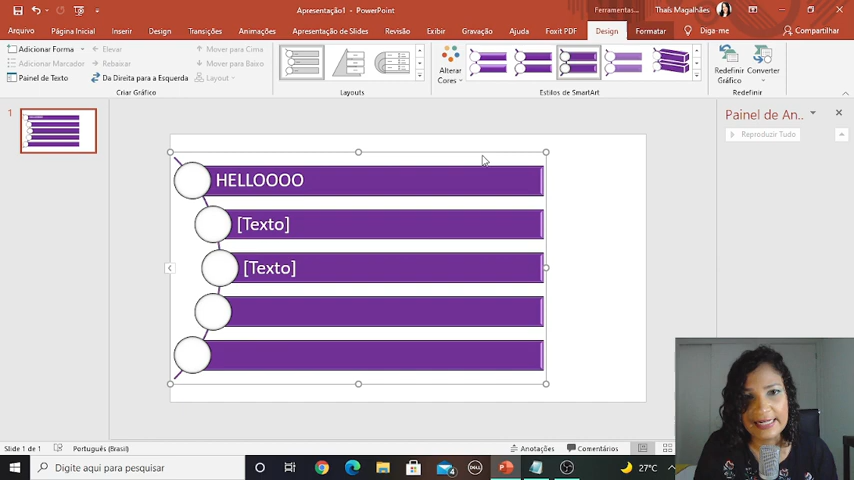 Apresentação1 - PowerPoint
Ferramentas...
Thaís Magalhães
Arquivo Página Inicial Inserir Design Transições Animações Apresentação de Slides Revisão Exibir Gravação Ajuda Foxit PDF Design Formatar Diga-me Compartilhar
Adicionar Forma Elevar Mover para Cima
Adicionar Marcador Rebaixar Mover para Baixo
Painel de Texto Da Direita para a Esquerda Layout
Alterar Cores
Redefinir Gráfico
Converter
Criar Gráfico Layouts Estilos de SmartArt Redefinir
1
Painel de An...
Reproduzir Tudo
HELLOOOO
[Texto]
[Texto]
Slide 1 de 1 Português (Brasil) Anotações Comentários
Digite aqui para pesquisar
4
DELL
27°C